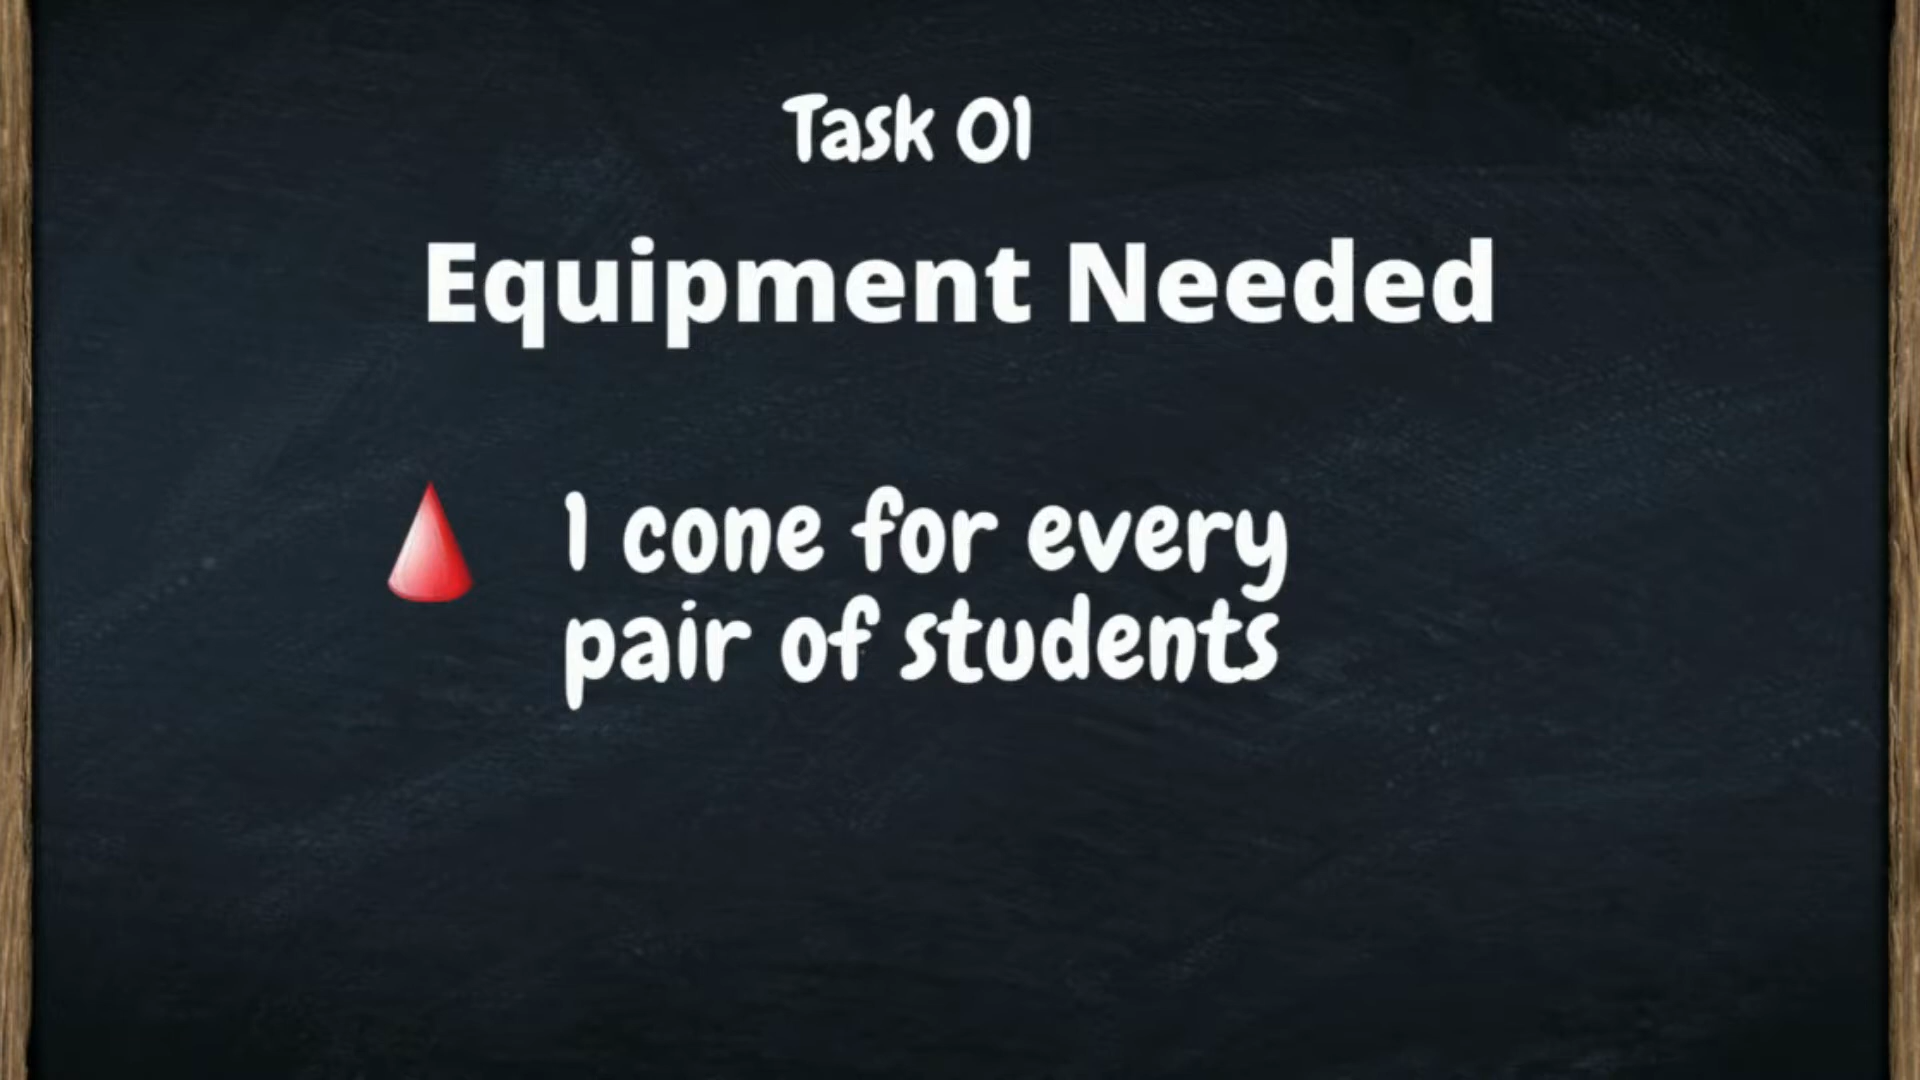 Task 01
Equipment Needed
1 cone for every
pair of students